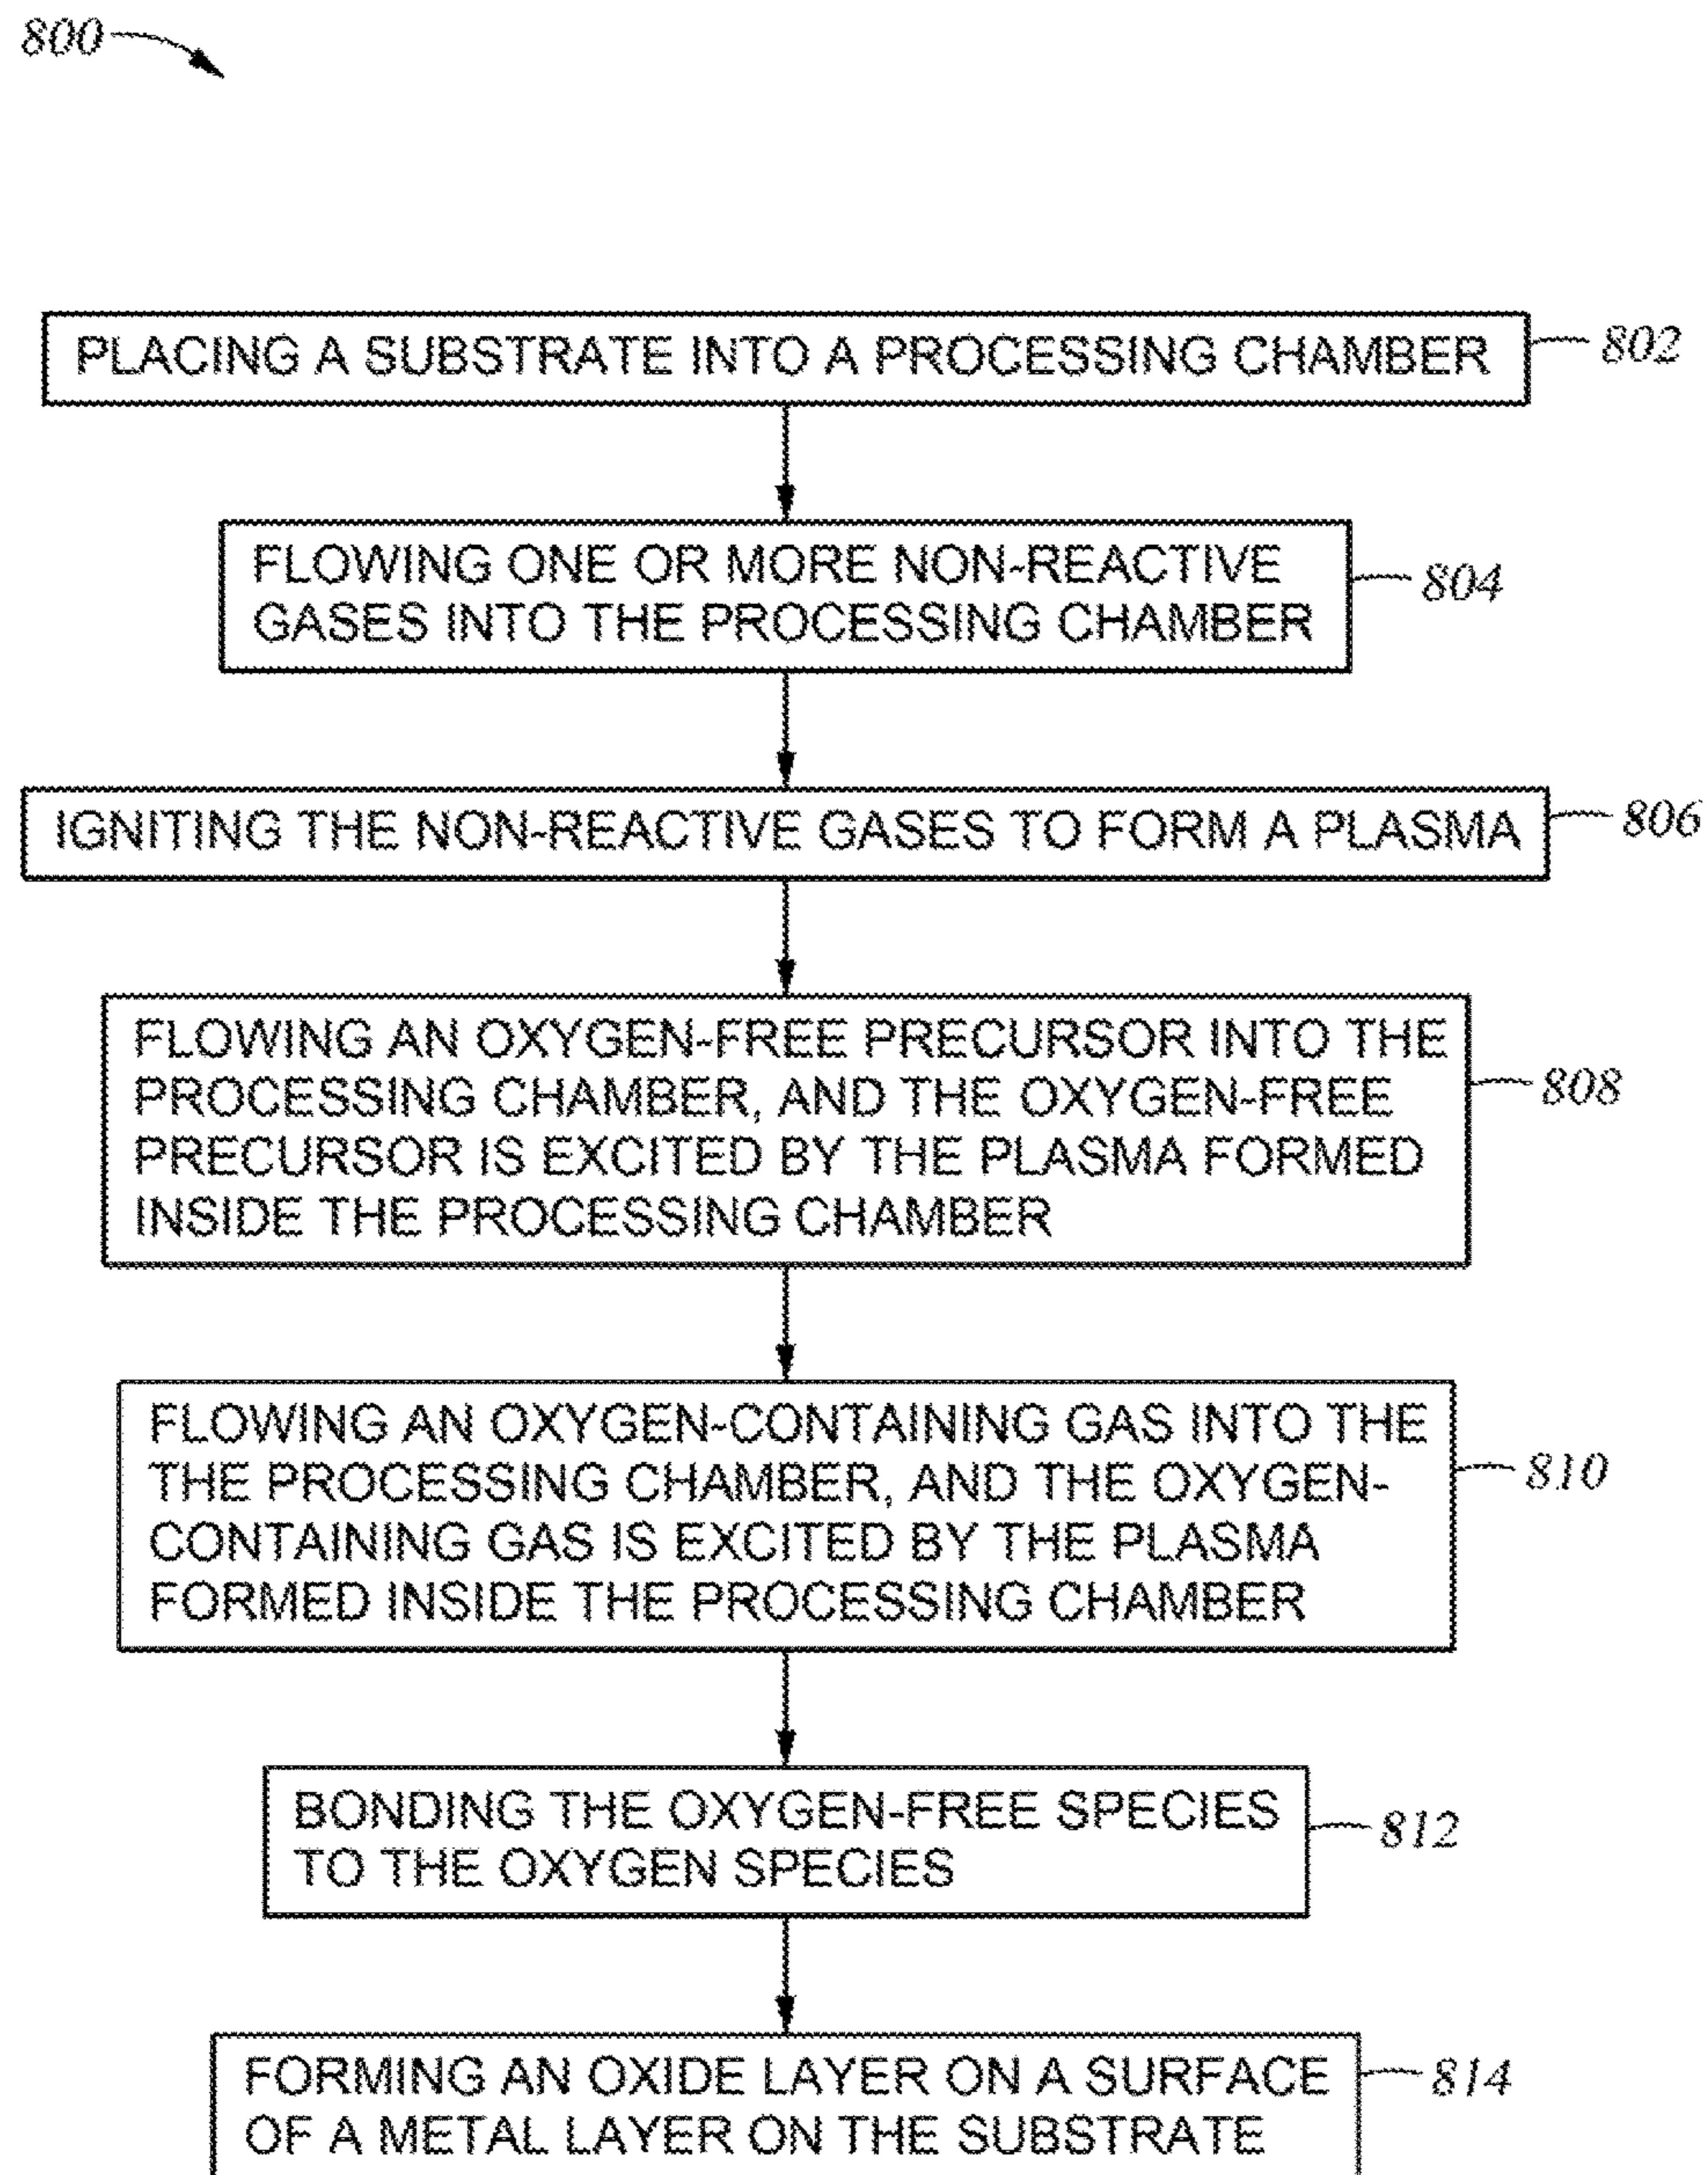 800
PLACING A SUBSTRATE INTO A PROCESSING CHAMBER
802
FLOWING ONE OR MORE NON-REACTIVE
GASES INTO THE PROCESSING CHAMBER
804
IGNITING THE NON-REACTIVE GASES TO FORM A PLASMA
806
FLOWING AN OXYGEN-FREE PRECURSOR INTO THE
PROCESSING CHAMBER, AND THE OXYGEN-FREE
PRECURSOR IS EXCITED BY THE PLASMA FORMED
INSIDE THE PROCESSING CHAMBER
808
FLOWING AN OXYGEN-CONTAINING GAS INTO THE
THE PROCESSING CHAMBER, AND THE OXYGEN-
CONTAINING GAS IS EXCITED BY THE PLASMA
FORMED INSIDE THE PROCESSING CHAMBER
810
BONDING THE OXYGEN-FREE SPECIES
TO THE OXYGEN SPECIES
812
FORMING AN OXIDE LAYER ON A SURFACE
OF A METAL LAYER ON THE SUBSTRATE
814